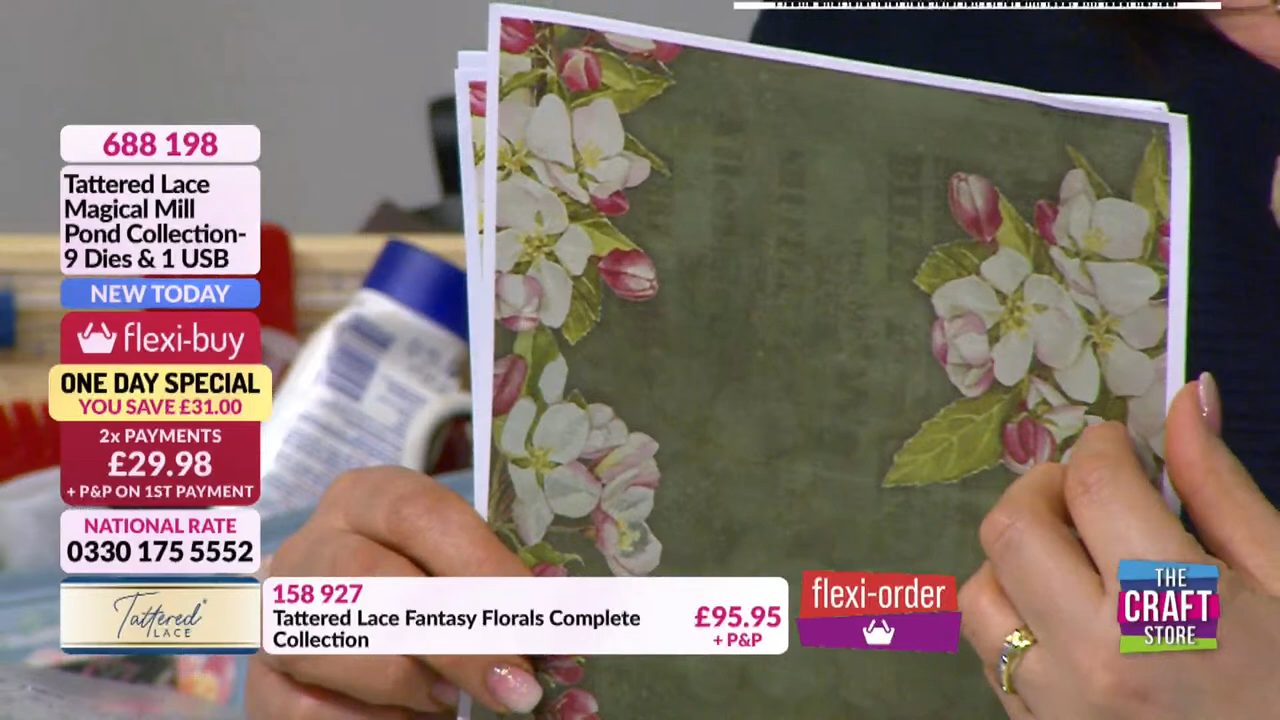 688 198
Tattered Lace
Magical Mill
Pond Collection-
9 Dies & 1 USB
NEW TODAY
flexi-buy
ONE DAY SPECIAL
YOU SAVE £31.00
2x PAYMENTS
£29.98
+ P&P ON 1ST PAYMENT
NATIONAL RATE
0330 175 5552
Tattered
LACE
158 927
Tattered Lace Fantasy Florals Complete
Collection
£95.95
+ P&P
flexi-order
THE
CRAFT
STORE